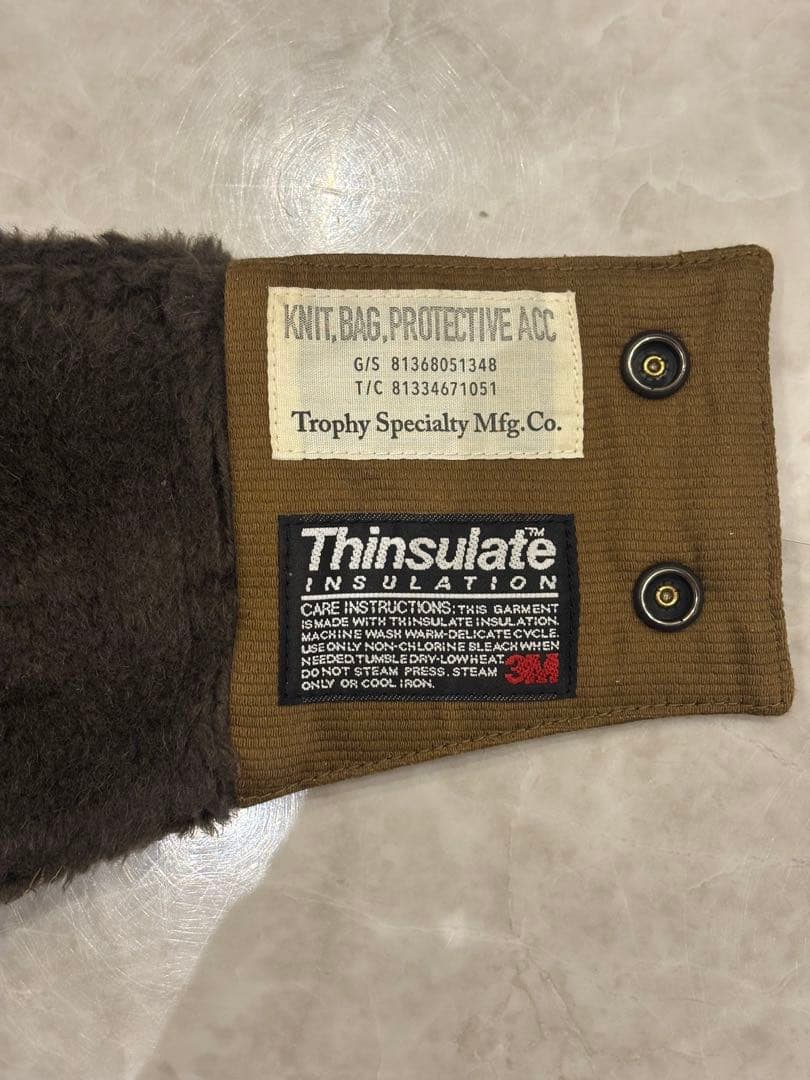 KNIT, BAG, PROTECTIVE ACC
G/S 81368051348
T/C 81334671051
Trophy Specialty Mfg. Co.
Thinsulate™
INSULATION
CARE INSTRUCTIONS: THIS GARMENT
IS MADE WITH THINSULATE INSULATION.
MACHINE WASH WARM-DELICATE CYCLE.
USE ONLY NON-CHLORINE BLEACH WHEN
NEEDED. TUMBLE DRY-LOW HEAT.
DO NOT STEAM PRESS. STEAM
ONLY OR COOL IRON.
3M